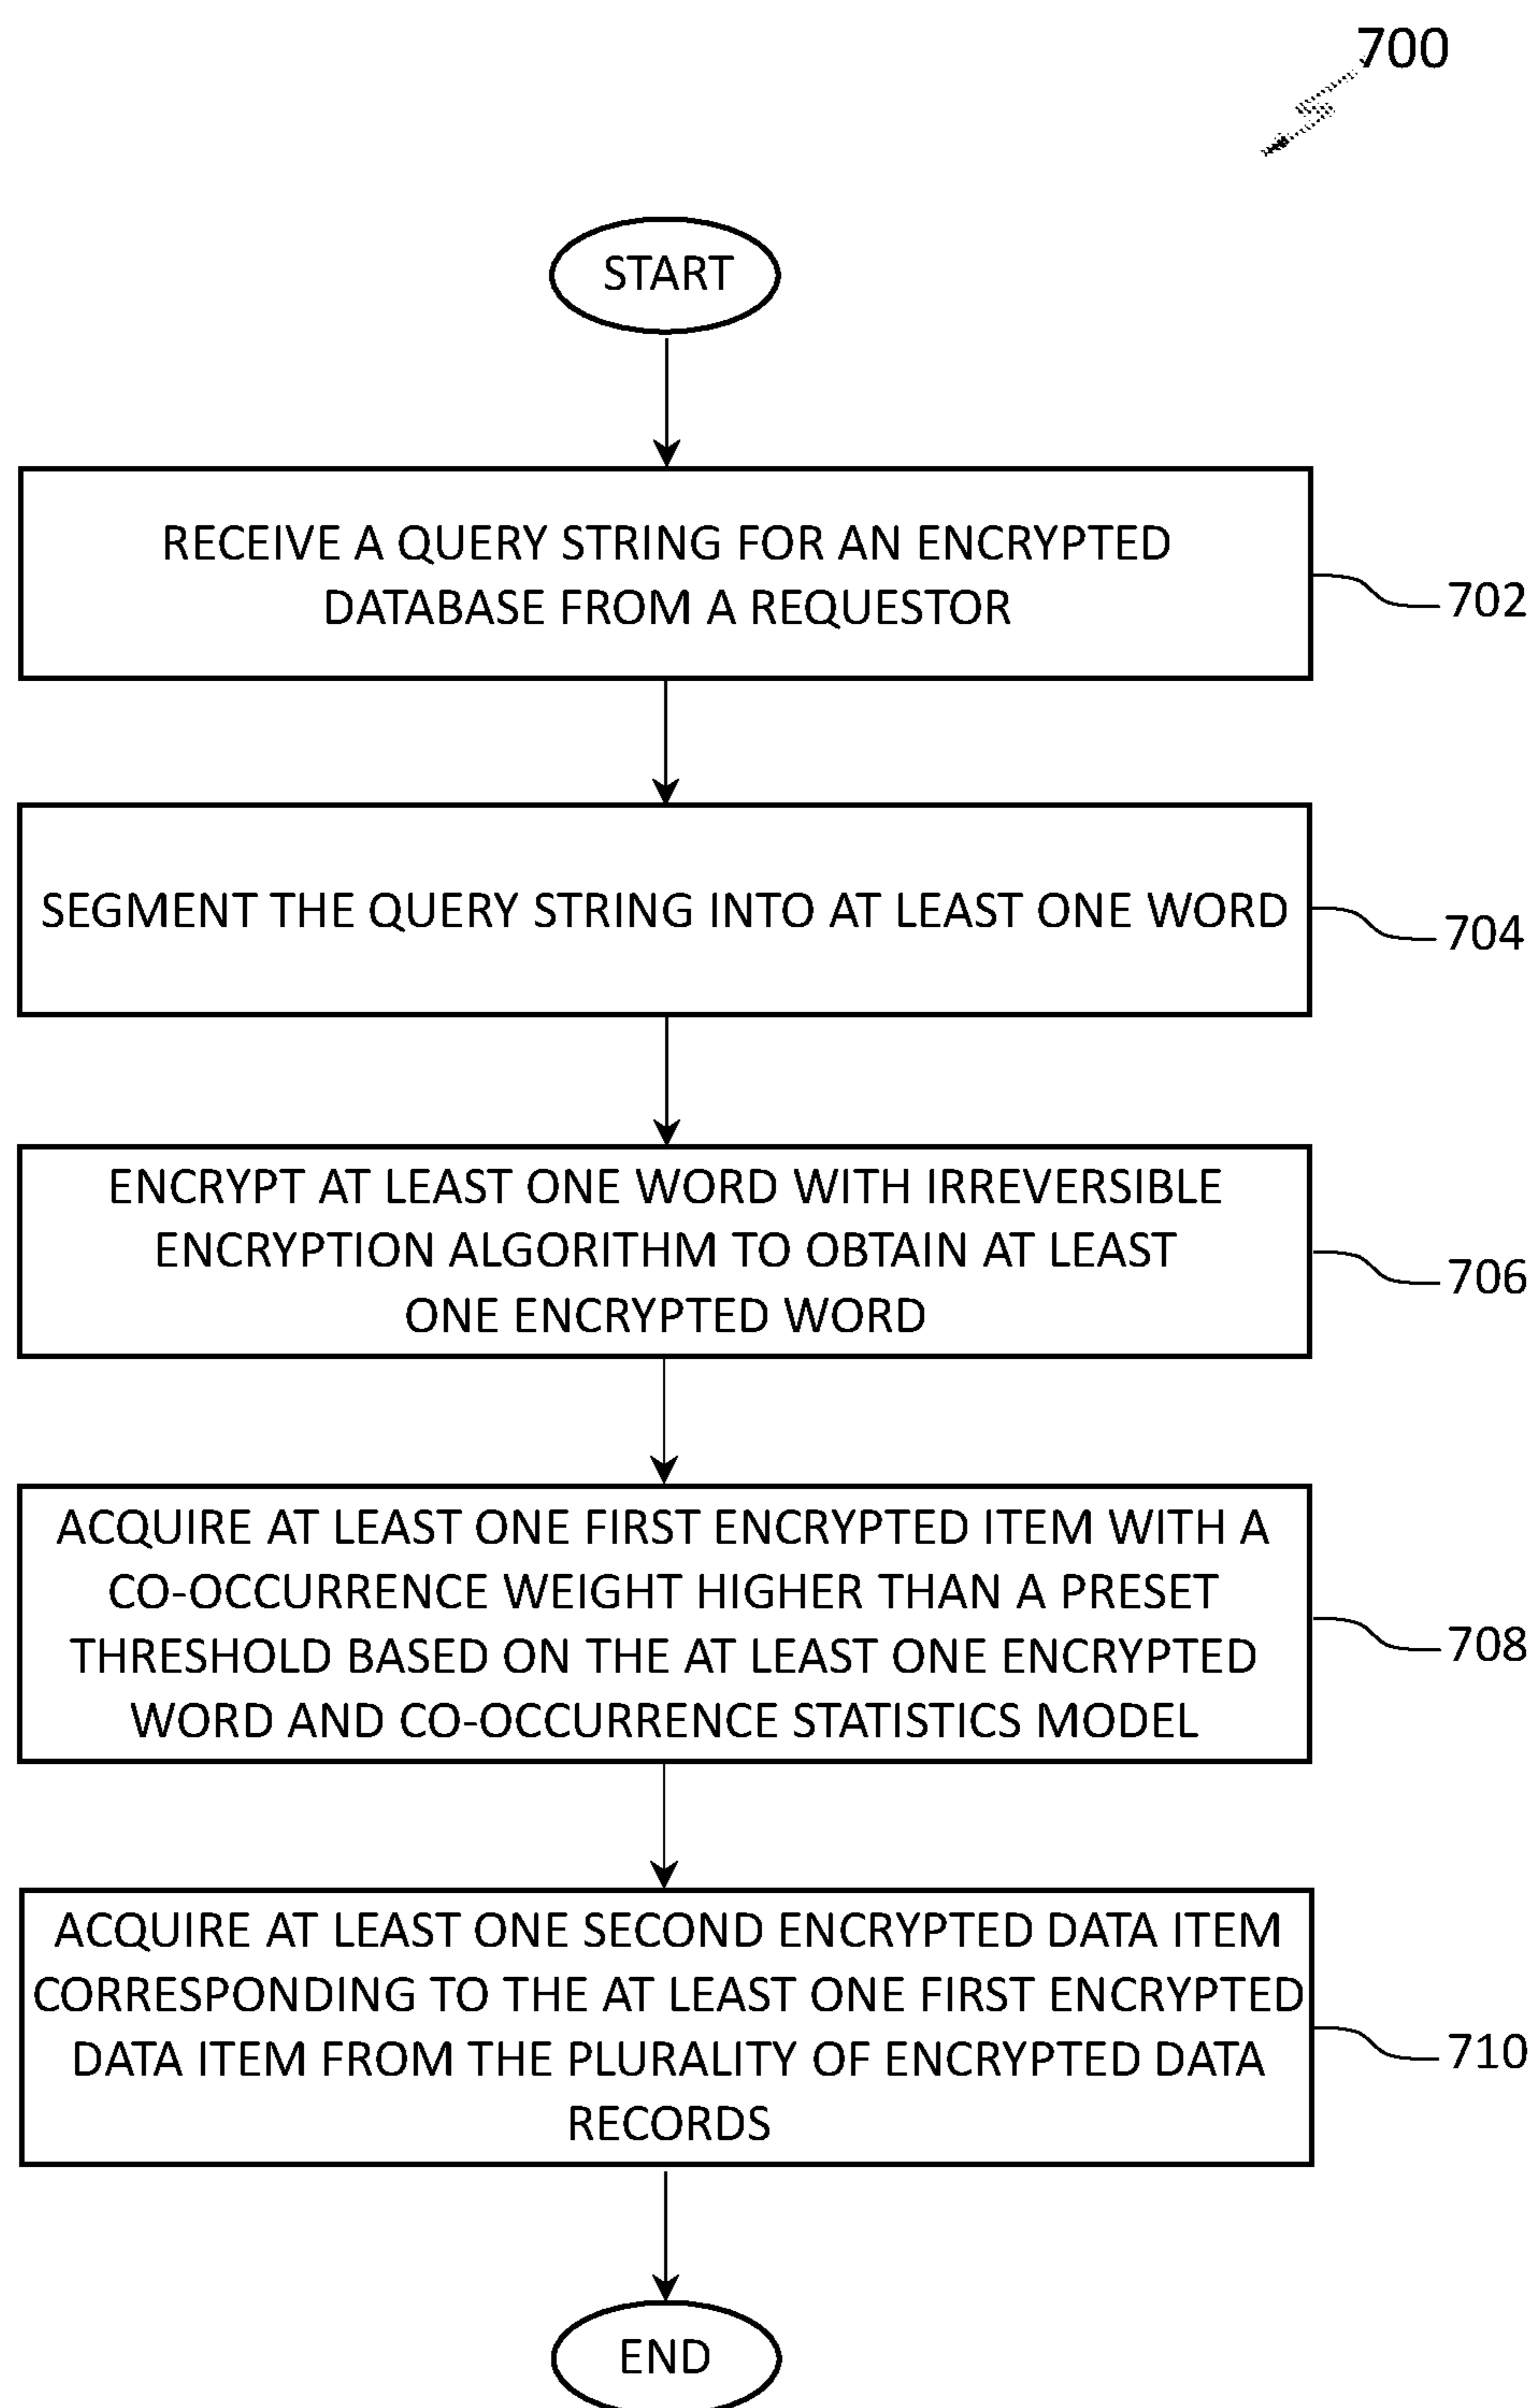 700
START
RECEIVE A QUERY STRING FOR AN ENCRYPTED
DATABASE FROM A REQUESTOR
702
SEGMENT THE QUERY STRING INTO AT LEAST ONE WORD
704
ENCRYPT AT LEAST ONE WORD WITH IRREVERSIBLE
ENCRYPTION ALGORITHM TO OBTAIN AT LEAST
ONE ENCRYPTED WORD
706
ACQUIRE AT LEAST ONE FIRST ENCRYPTED ITEM WITH A
CO-OCCURRENCE WEIGHT HIGHER THAN A PRESET
THRESHOLD BASED ON THE AT LEAST ONE ENCRYPTED
WORD AND CO-OCCURRENCE STATISTICS MODEL
708
ACQUIRE AT LEAST ONE SECOND ENCRYPTED DATA ITEM
CORRESPONDING TO THE AT LEAST ONE FIRST ENCRYPTED
DATA ITEM FROM THE PLURALITY OF ENCRYPTED DATA
RECORDS
710
END